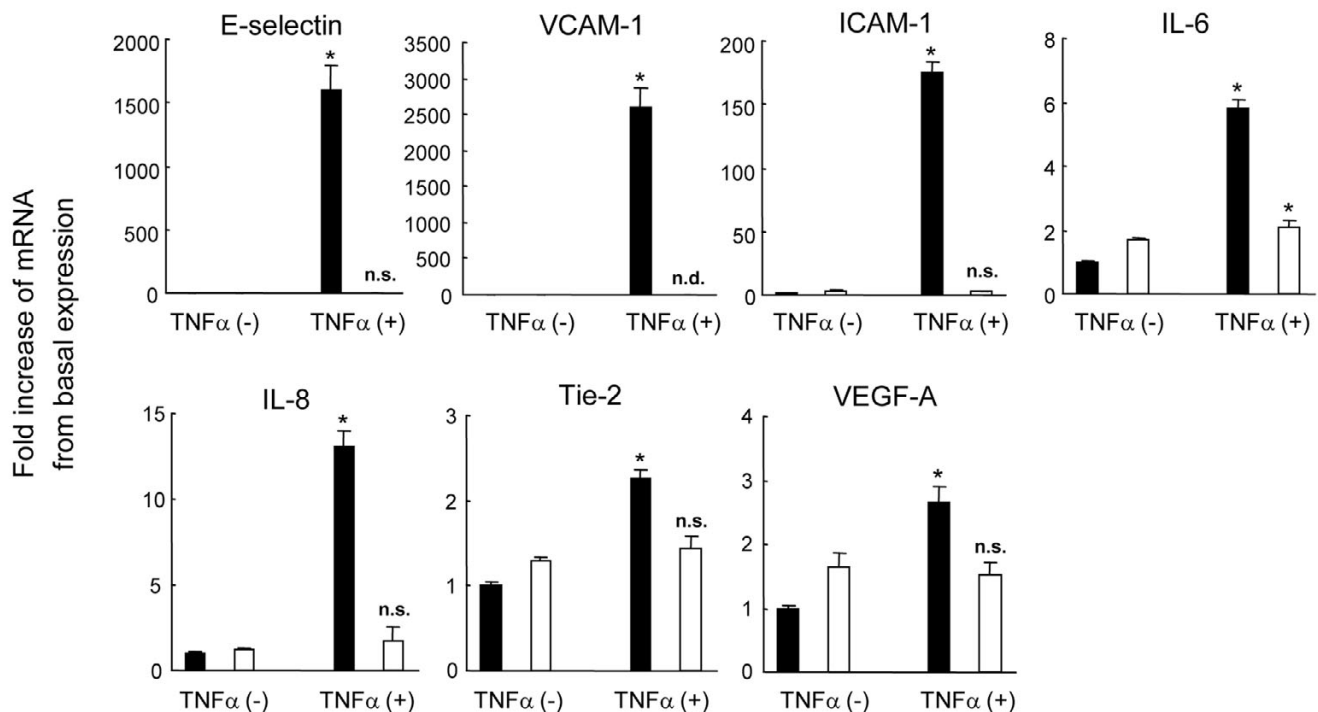 Fold increase of mRNA
from basal expression
E-selectin
2000
1500
1000
500
0
*
n.s.
TNFα (-) TNFα (+)
VCAM-1
3500
3000
2500
2000
1500
1000
500
0
*
n.d.
TNFα (-) TNFα (+)
ICAM-1
200
150
100
50
0
*
n.s.
TNFα (-) TNFα (+)
IL-6
8
6
4
2
0
*
*
TNFα (-) TNFα (+)
IL-8
15
10
5
0
*
n.s.
TNFα (-) TNFα (+)
Tie-2
3
2
1
0
*
n.s.
TNFα (-) TNFα (+)
VEGF-A
4
3
2
1
0
*
n.s.
TNFα (-) TNFα (+)